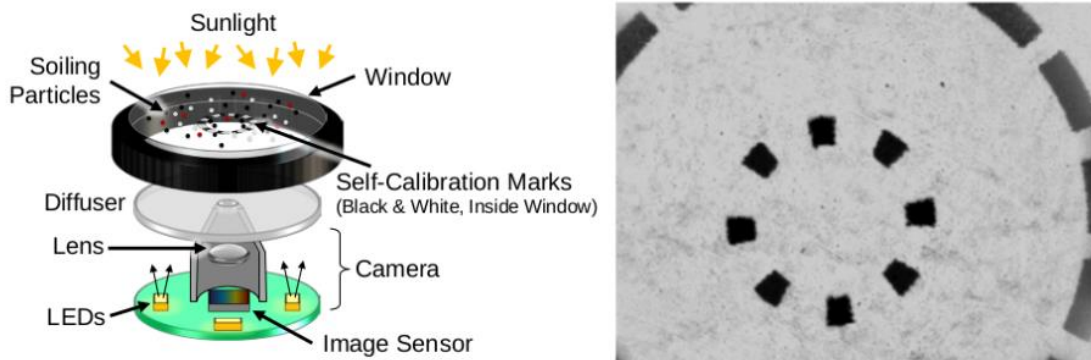 Sunlight
Soiling
Particles
Window
Self-Calibration Marks
(Black & White, Inside Window)
Diffuser
Lens
Camera
LEDs
Image Sensor